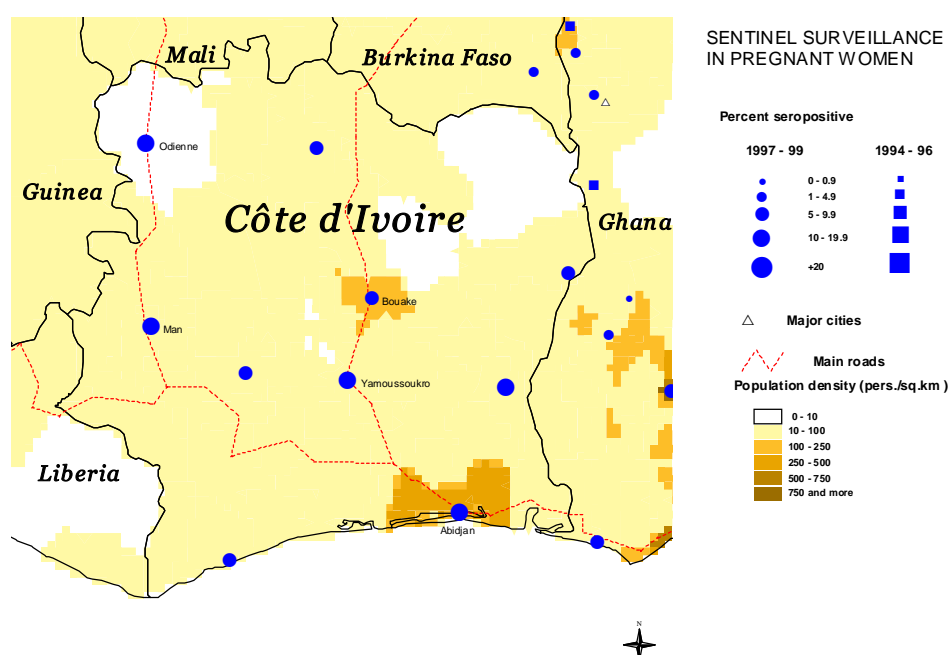 SENTINEL SURVEILLANCE
IN PREGNANT WOMEN
Mali
Burkina Faso
Odienne
Guinea
Côte d'Ivoire
Ghana
Bouake
Man
Yamoussoukro
Liberia
Abidjan
Percent seropositive
1997 - 99
1994 - 96
0 - 0.9
1 - 4.9
5 - 9.9
10 - 19.9
+20
Major cities
Main roads
Population density (pers./sq.km )
0 - 10
10 - 100
100 - 250
250 - 500
500 - 750
750 and more
N